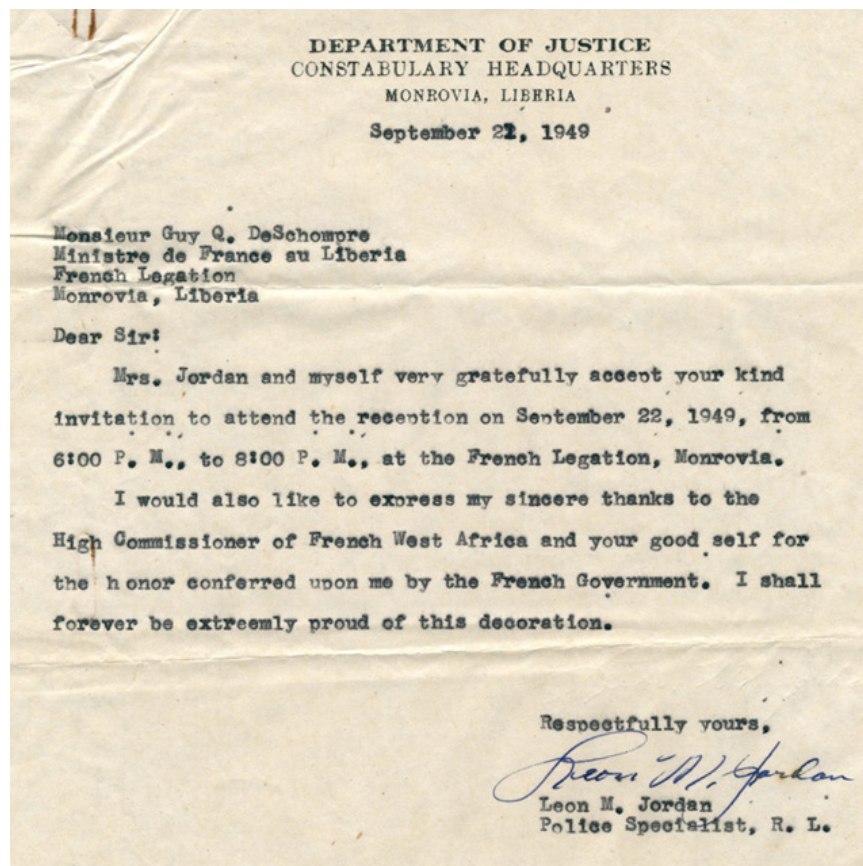 DEPARTMENT OF JUSTICE
CONSTABULARY HEADQUARTERS
MONROVIA, LIBERIA
September 21, 1949
Monsieur Guy Q. DeSchompre
Ministre de France au Liberia
French Legation
Monrovia, Liberia
Dear Sir:
Mrs. Jordan and myself very gratefully accept your kind
invitation to attend the reception on September 22, 1949, from
6:00 P. M., to 8:00 P. M., at the French Legation, Monrovia.
I would also like to express my sincere thanks to the
High Commissioner of French West Africa and your good self for
the honor conferred upon me by the French Government. I shall
forever be extreemly proud of this decoration.
Respectfully yours,
Leon M. Jordan
Leon M. Jordan
Police Specialist, R. L.